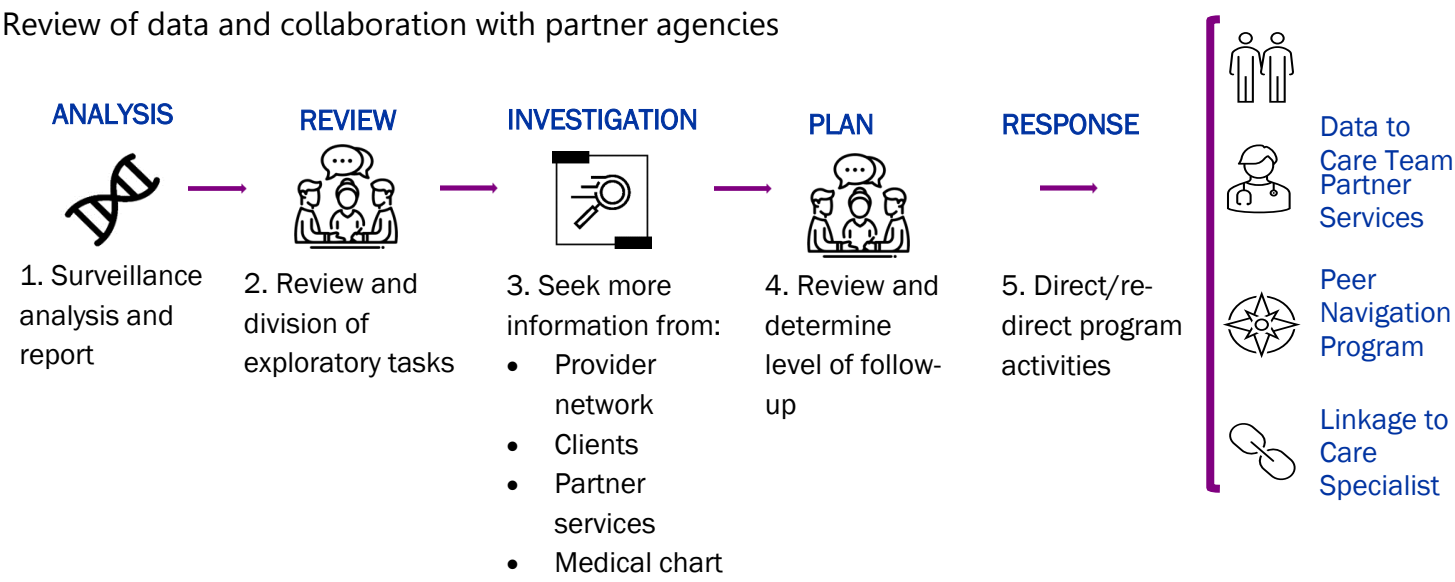 Review of data and collaboration with partner agencies
ANALYSIS
1. Surveillance
analysis and
report
REVIEW
2. Review and
division of
exploratory tasks
INVESTIGATION
3. Seek more
information from:
• Provider
network
• Clients
• Partner
services
• Medical chart
PLAN
4. Review and
determine
level of follow-
up
RESPONSE
5. Direct/re-
direct program
activities
Data to
Care Team
Partner
Services
Peer
Navigation
Program
Linkage to
Care
Specialist